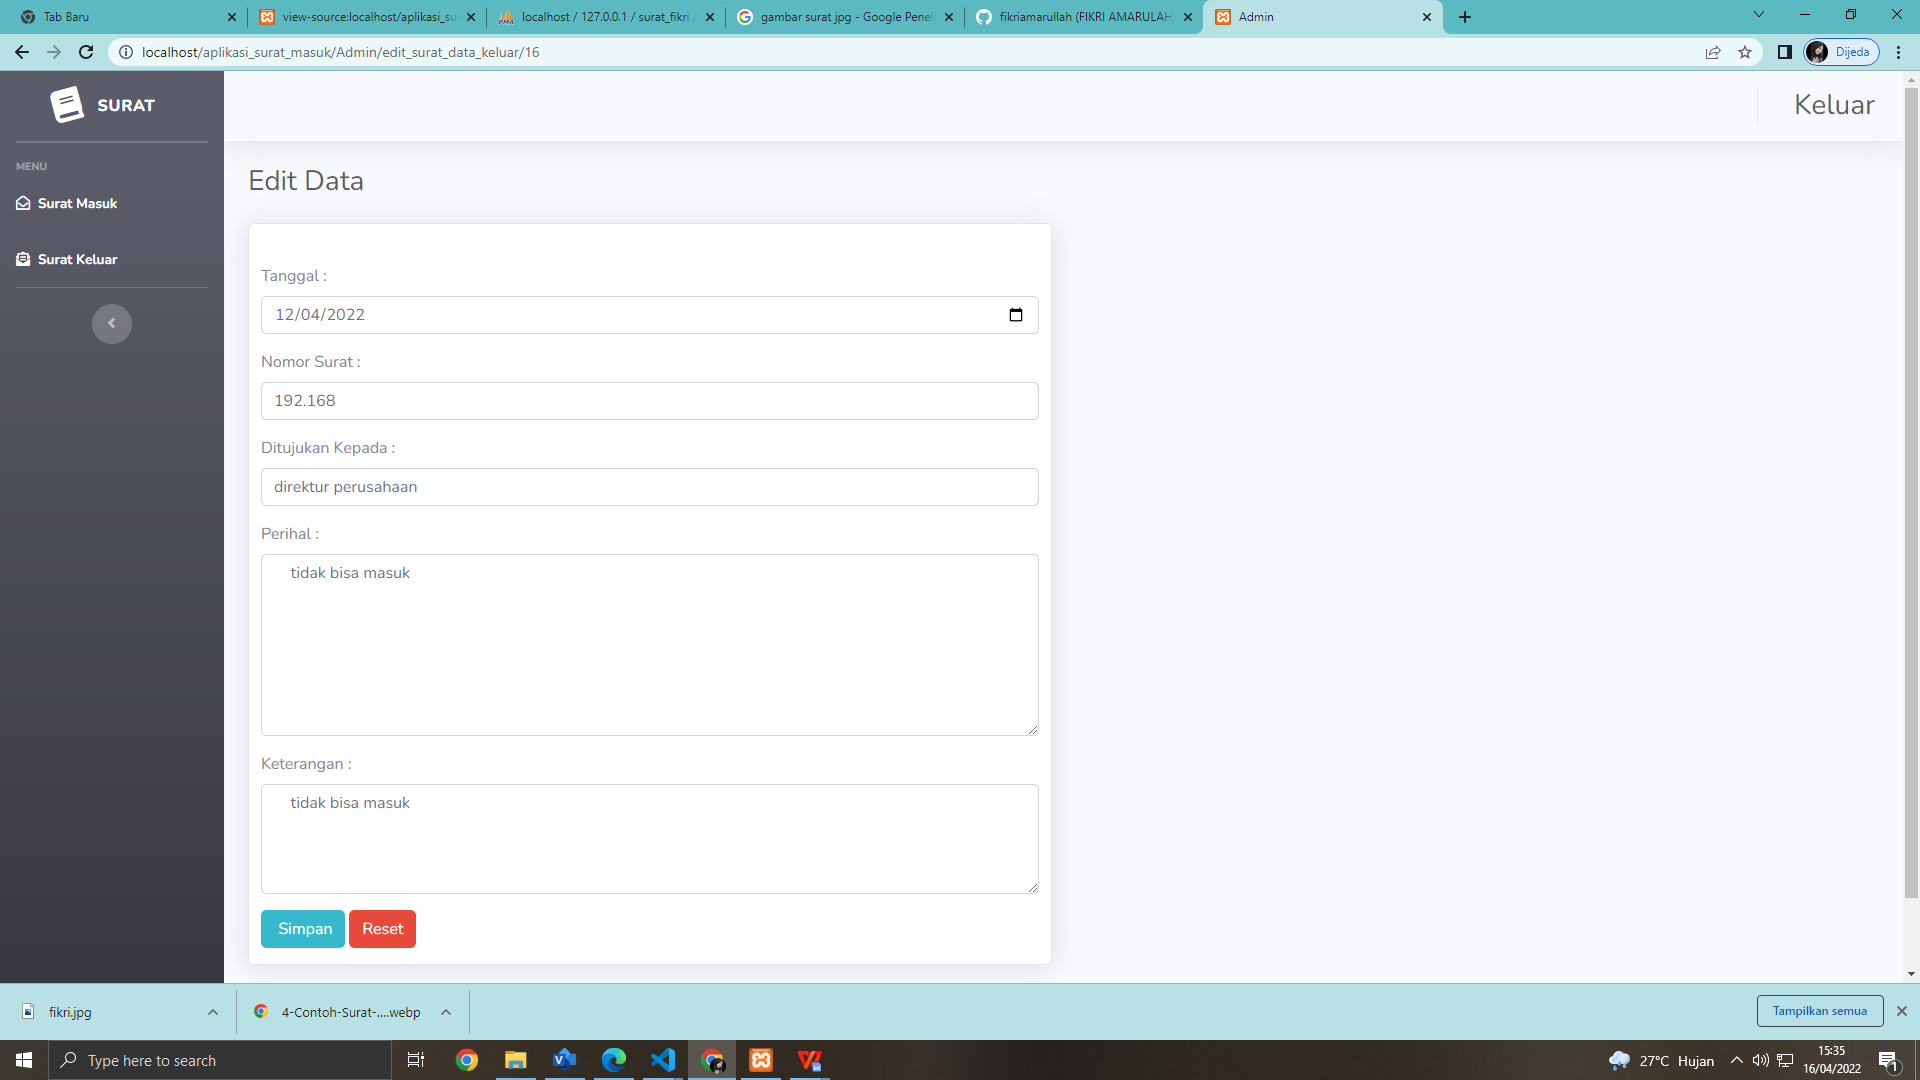 Tab Baru
view-source:localhost/aplikasi_su
localhost / 127.0.0.1 / surat_fikri /
gambar surat jpg - Google Penel
fikriamarullah (FIKRI AMARULAH)
Admin
localhost/aplikasi_surat_masuk/Admin/edit_surat_data_keluar/16
Dijeda
SURAT
Keluar
MENU
Surat Masuk
Surat Keluar
Edit Data
Tanggal :
12/04/2022
Nomor Surat :
192.168
Ditujukan Kepada :
direktur perusahaan
Perihal :
tidak bisa masuk
Keterangan :
tidak bisa masuk
Simpan
Reset
fikri.jpg
4-Contoh-Surat-....webp
Tampilkan semua
Type here to search
27°C Hujan
15:35
16/04/2022
1